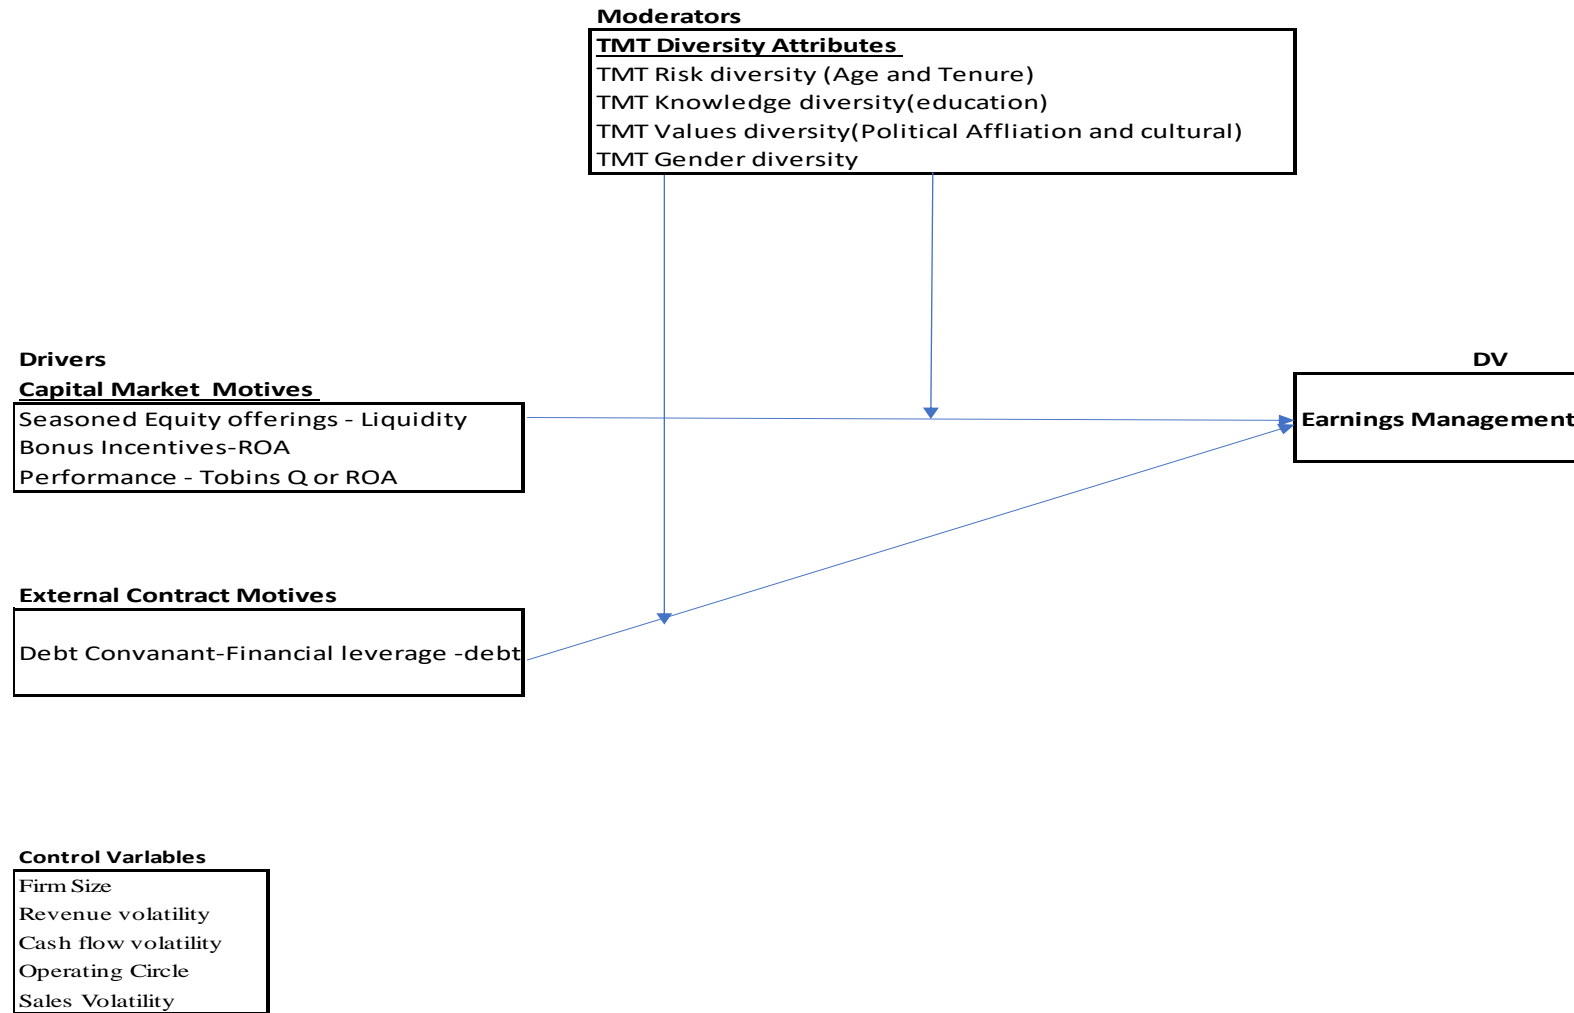 Moderators
TMT Diversity Attributes
TMT Risk diversity (Age and Tenure)
TMT Knowledge diversity(education)
TMT Values diversity(Political Affliation and cultural)
TMT Gender diversity
Drivers
Capital Market Motives
Seasoned Equity offerings - Liquidity
Bonus Incentives-ROA
Performance - Tobins Q or ROA
DV
Earnings Management
External Contract Motives
Debt Convanant-Financial leverage -debt
Control Varlables
Firm Size
Revenue volatility
Cash flow volatility
Operating Circle
Sales Volatility